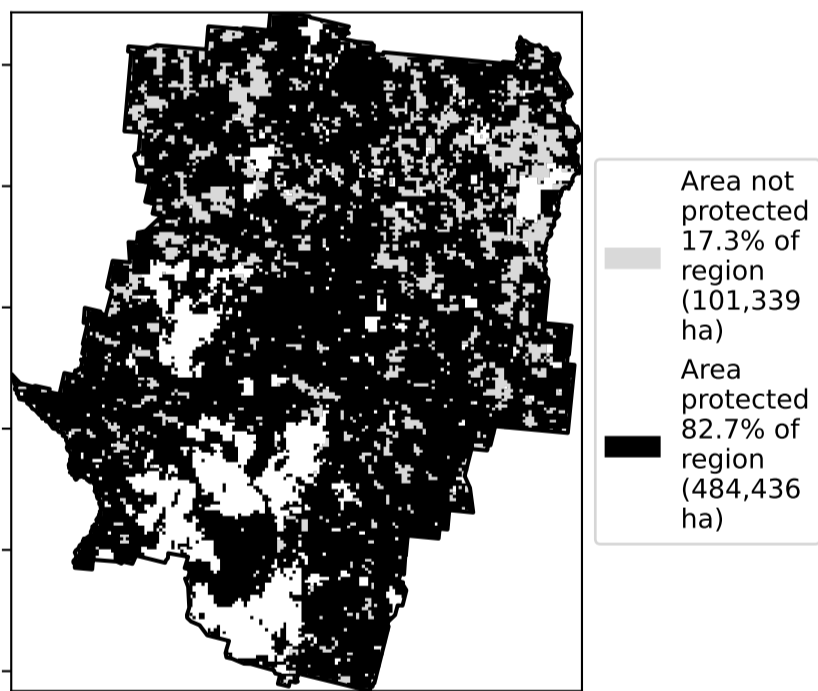 Area not
protected
17.3% of
region
(101,339
ha)
Area
protected
82.7% of
region
(484,436
ha)